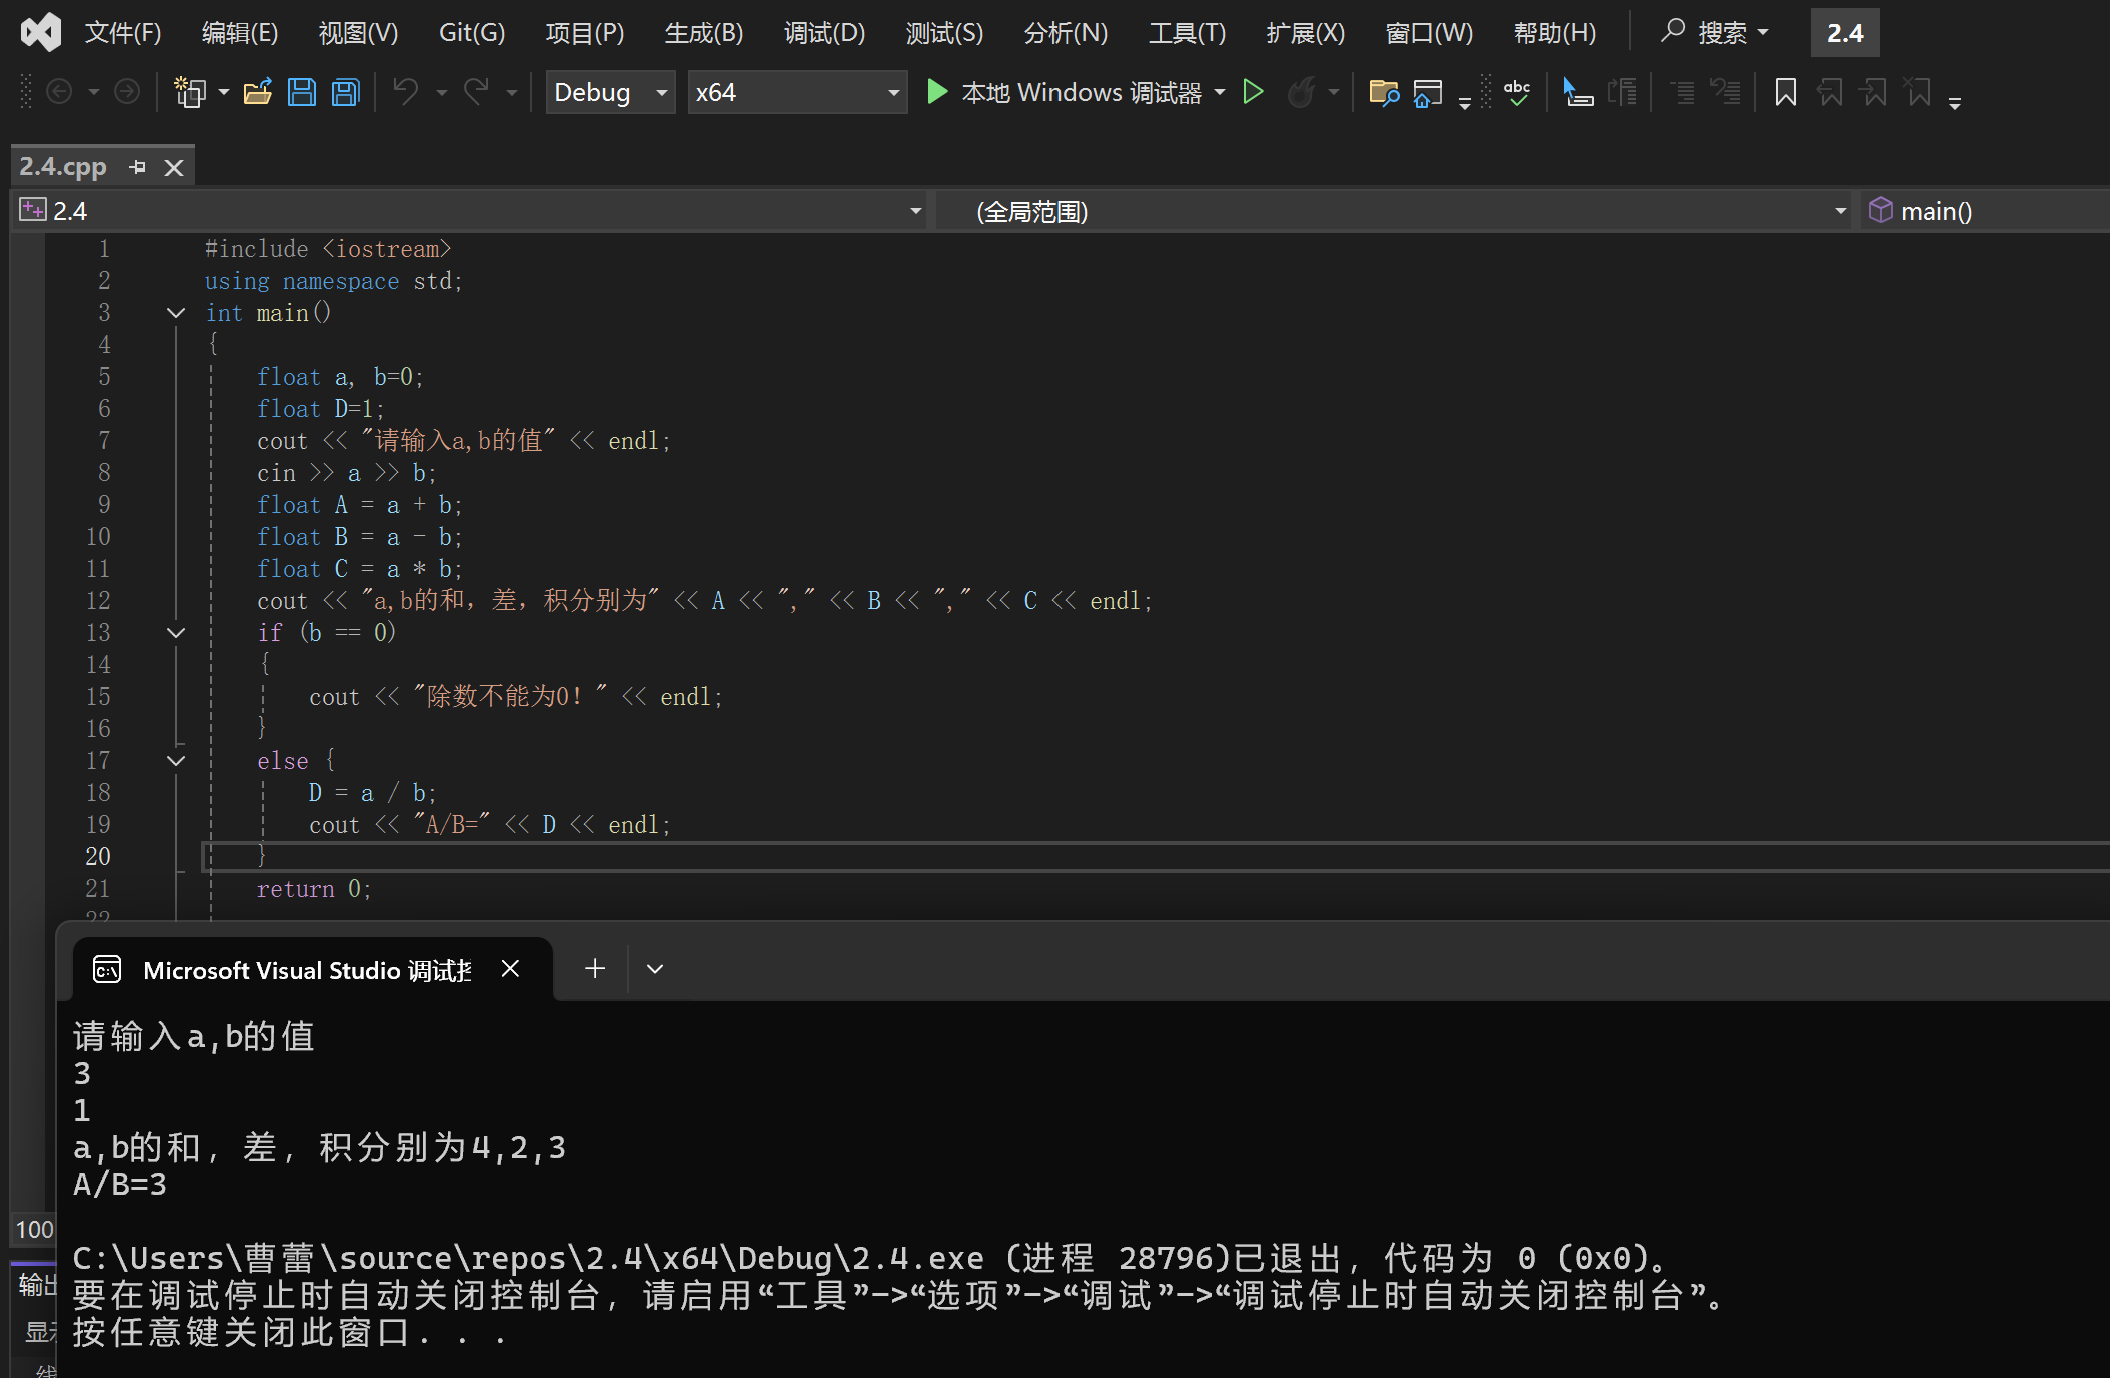 文件(F) 编辑(E) 视图(V) Git(G) 项目(P) 生成(B) 调试(D) 测试(S) 分析(N) 工具(T) 扩展(X) 窗口(W) 帮助(H) 搜索 2.4
Debug x64 本地 Windows 调试器 abc
2.4.cpp
2.4 (全局范围) main()
1 #include <iostream>
2 using namespace std;
3 int main()
4 {
5 float a, b=0;
6 float D=1;
7 cout << "请输入a,b的值" << endl;
8 cin >> a >> b;
9 float A = a + b;
10 float B = a - b;
11 float C = a * b;
12 cout << "a,b的和，差，积分别为" << A << "," << B << "," << C << endl;
13 if (b == 0)
14 {
15 cout << "除数不能为0！" << endl;
16 }
17 else {
18 D = a / b;
19 cout << "A/B=" << D << endl;
20 }
21 return 0;
22
Microsoft Visual Studio 调试
请输入a,b的值
3
1
a,b的和，差，积分别为4,2,3
A/B=3
100
C:\Users\曹蕾\source\repos\2.4\x64\Debug\2.4.exe (进程 28796)已退出，代码为 0 (0x0)。
输出
要在调试停止时自动关闭控制台，请启用“工具”->“选项”->“调试”->“调试停止时自动关闭控制台”。
按任意键关闭此窗口. . .